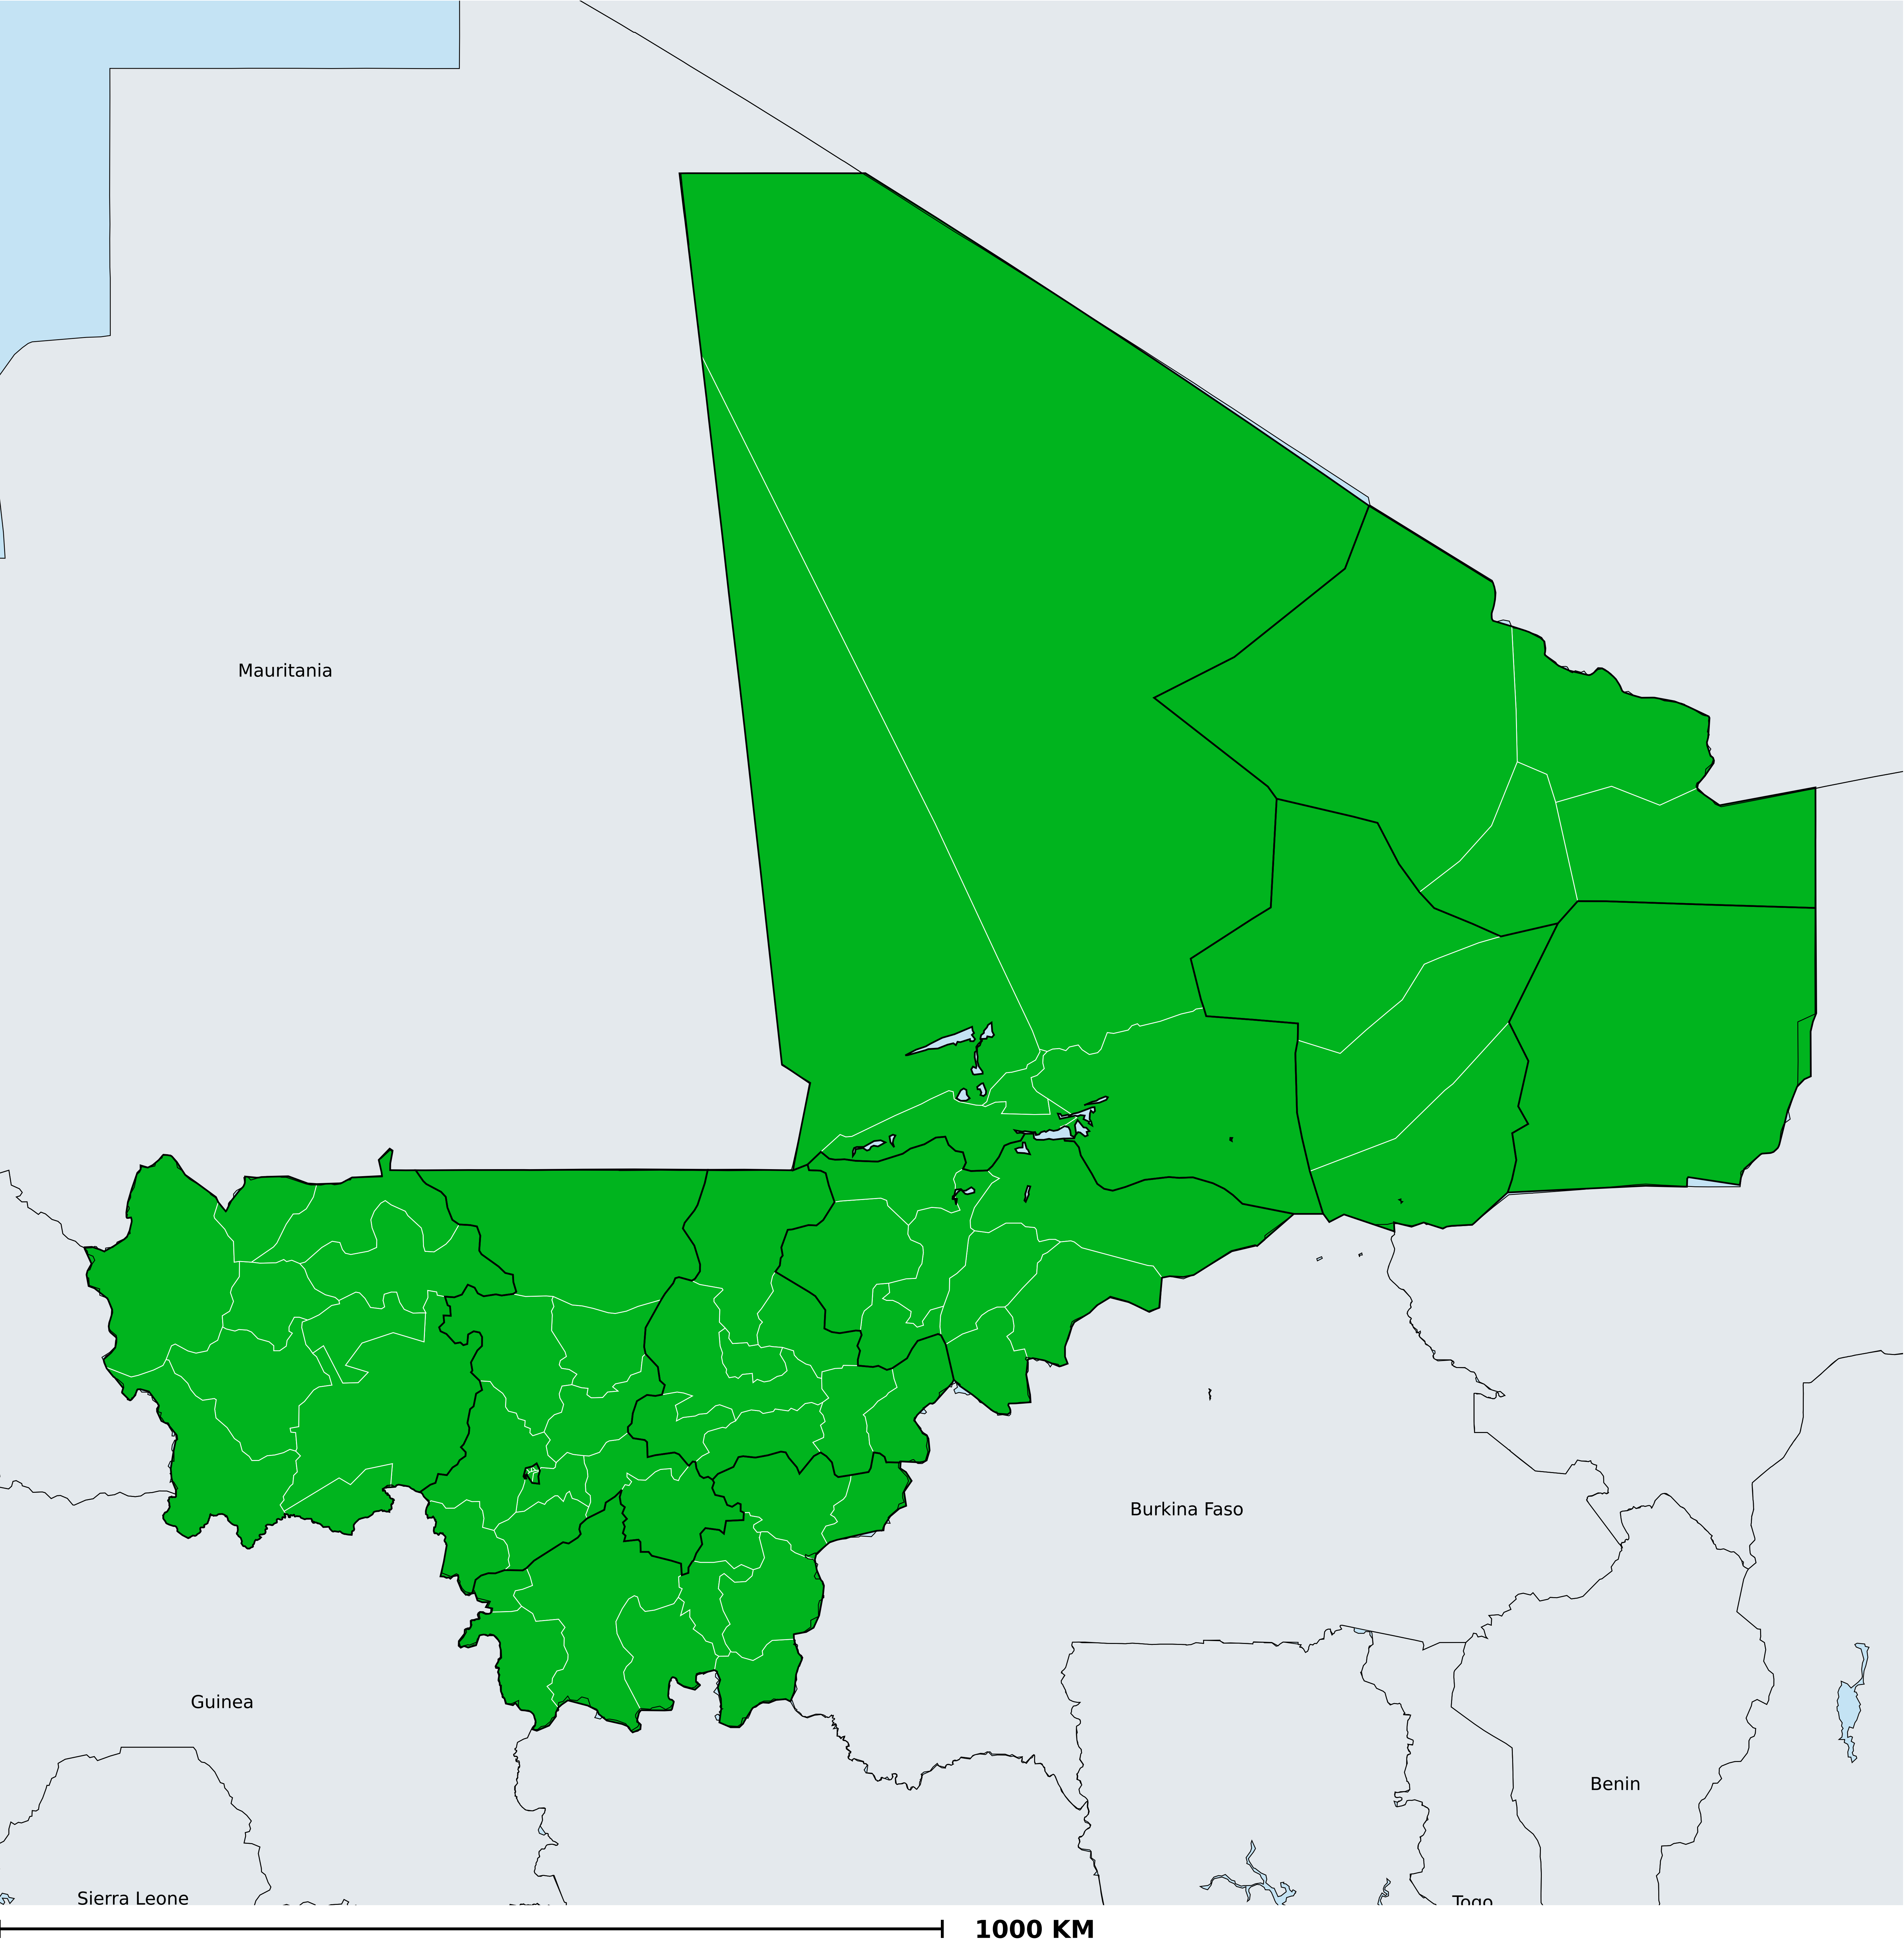 Mauritania
Burkina Faso
Guinea
Benin
Sierra Leone
Togo
1000 KM